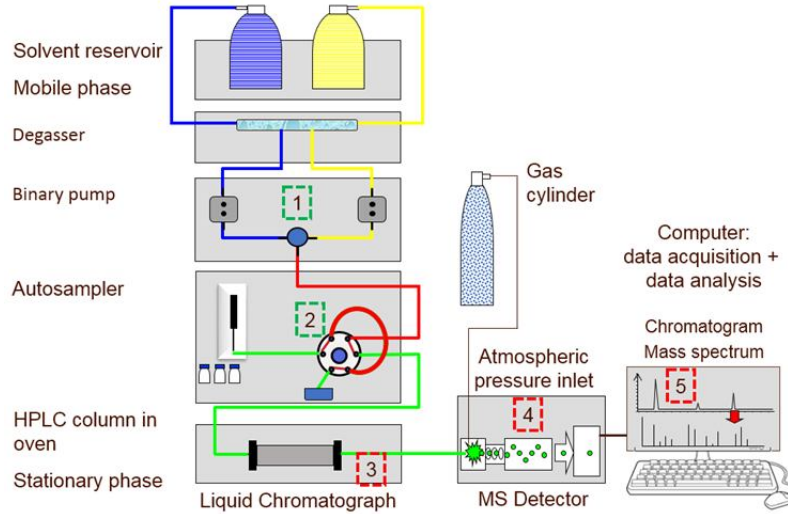 Solvent reservoir
Mobile phase
Degasser
Binary pump
1
Gas
cylinder
Computer:
data acquisition +
data analysis
Autosampler
2
Chromatogram
Mass spectrum
5
Atmospheric
pressure inlet
4
HPLC column in
oven
Stationary phase
3
Liquid Chromatograph
MS Detector